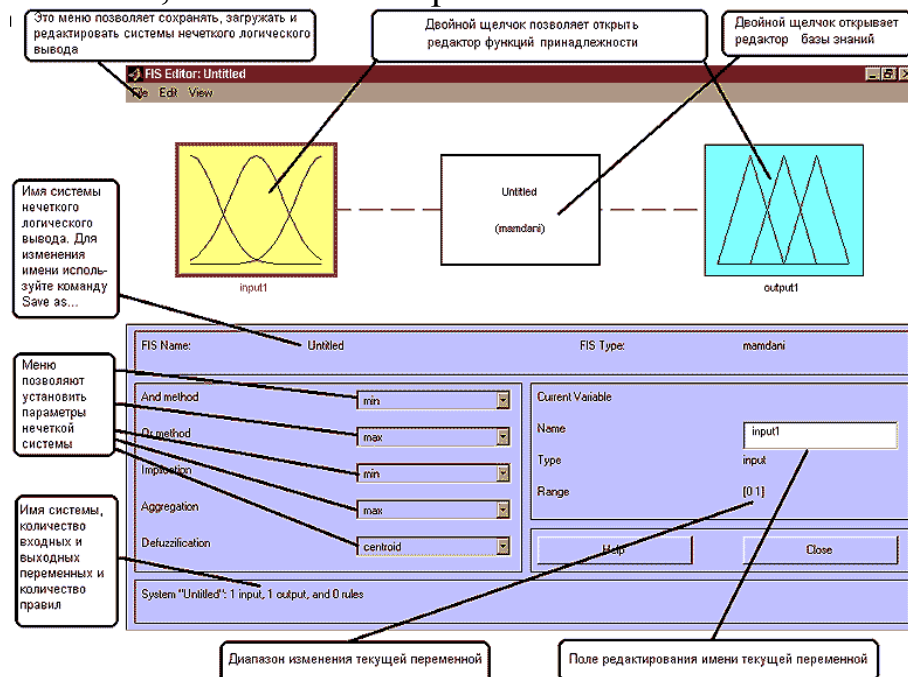 Это меню позволяет сохранять, загружать и
редактировать системы нечеткого логического
вывода
Двойной щелчок позволяет открыть
редактор функций принадлежности
Двойной щелчок открывает
редактор базы знаний
FIS Editor: Untitled
File Edit View
Имя системы
нечеткого
логического
вывода. Для
изменения
имени исполь-
зуйте команду
Save as...
Untitled
(mamdani)
input1
output1
FIS Name: Untitled FIS Type: mamdani
Меню
позволяют
установить
параметры
нечеткой
системы
And method min
Or method max
Implication min
Aggregation max
Defuzzification centroid
Current Variable
Name input1
Type input
Range [0 1]
Help Close
Имя системы,
количество
входных и
выходных
переменных и
количество
правил
System "Untitled": 1 input, 1 output, and 0 rules
Диапазон изменения текущей переменной
Поле редактирования имени текущей переменной